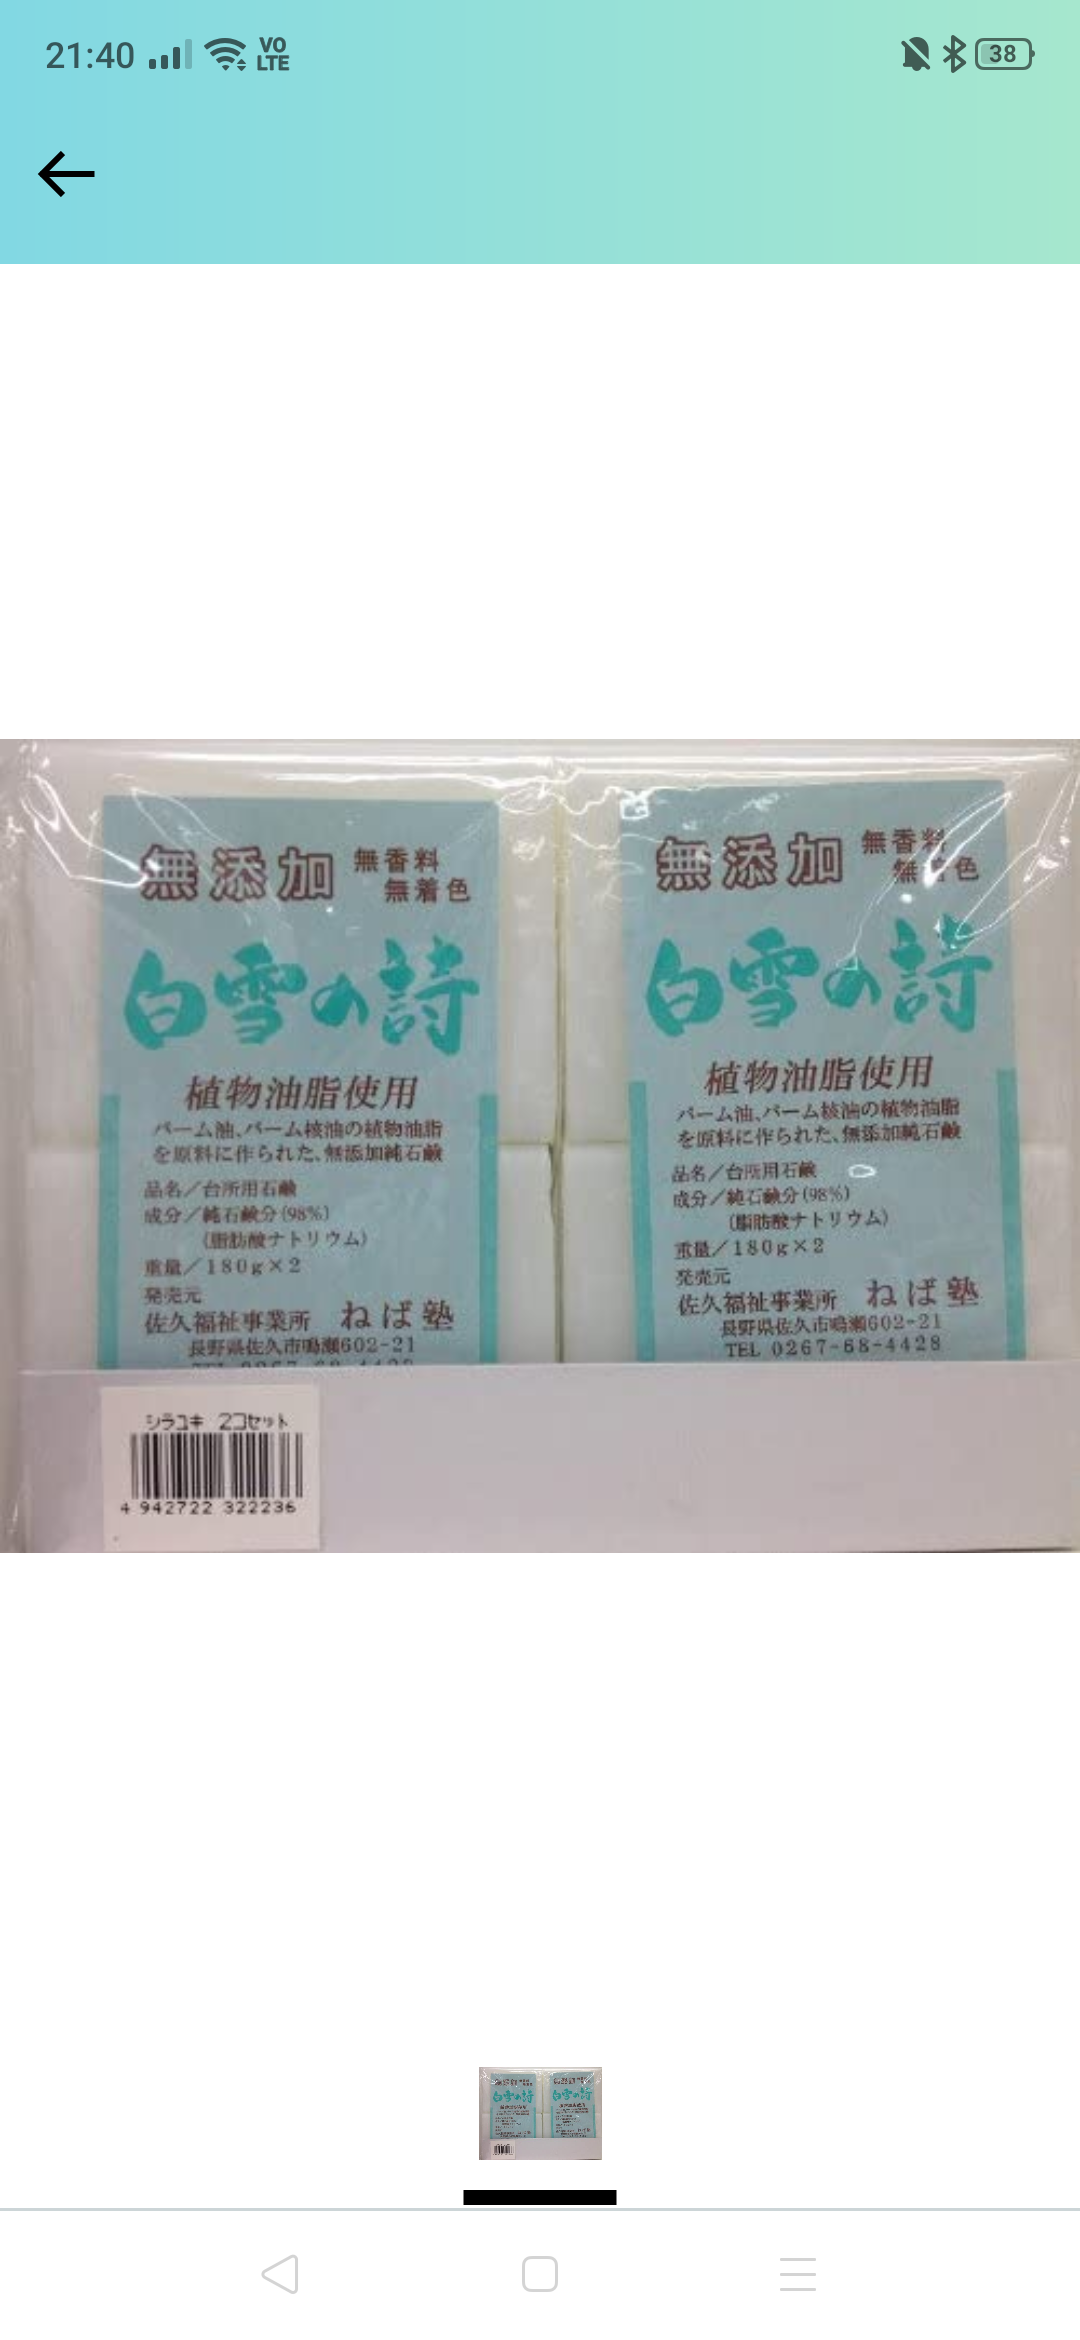 21:40
VO
LTE
38
無添加 無香料
無着色
白雪の詩
植物油脂使用
パーム油、パーム核油の植物油脂
を原料に作られた、無添加純石鹸
品名／台所用石鹸
成分／純石鹸分(98%)
(脂肪酸ナトリウム)
重量／180g×2
発売元
佐久福祉事業所 ねば塾
長野県佐久市鳴瀬602-21
TEL 0267-68-4428
無添加 無香料
無着色
白雪の詩
植物油脂使用
パーム油、パーム核油の植物油脂
を原料に作られた、無添加純石鹸
品名／台所用石鹸
成分／純石鹸分(98%)
(脂肪酸ナトリウム)
重量／180g×2
発売元
佐久福祉事業所 ねば塾
長野県佐久市鳴瀬602-21
TEL 0267-68-4428
シラユキ 2コセット
4 942722 322236